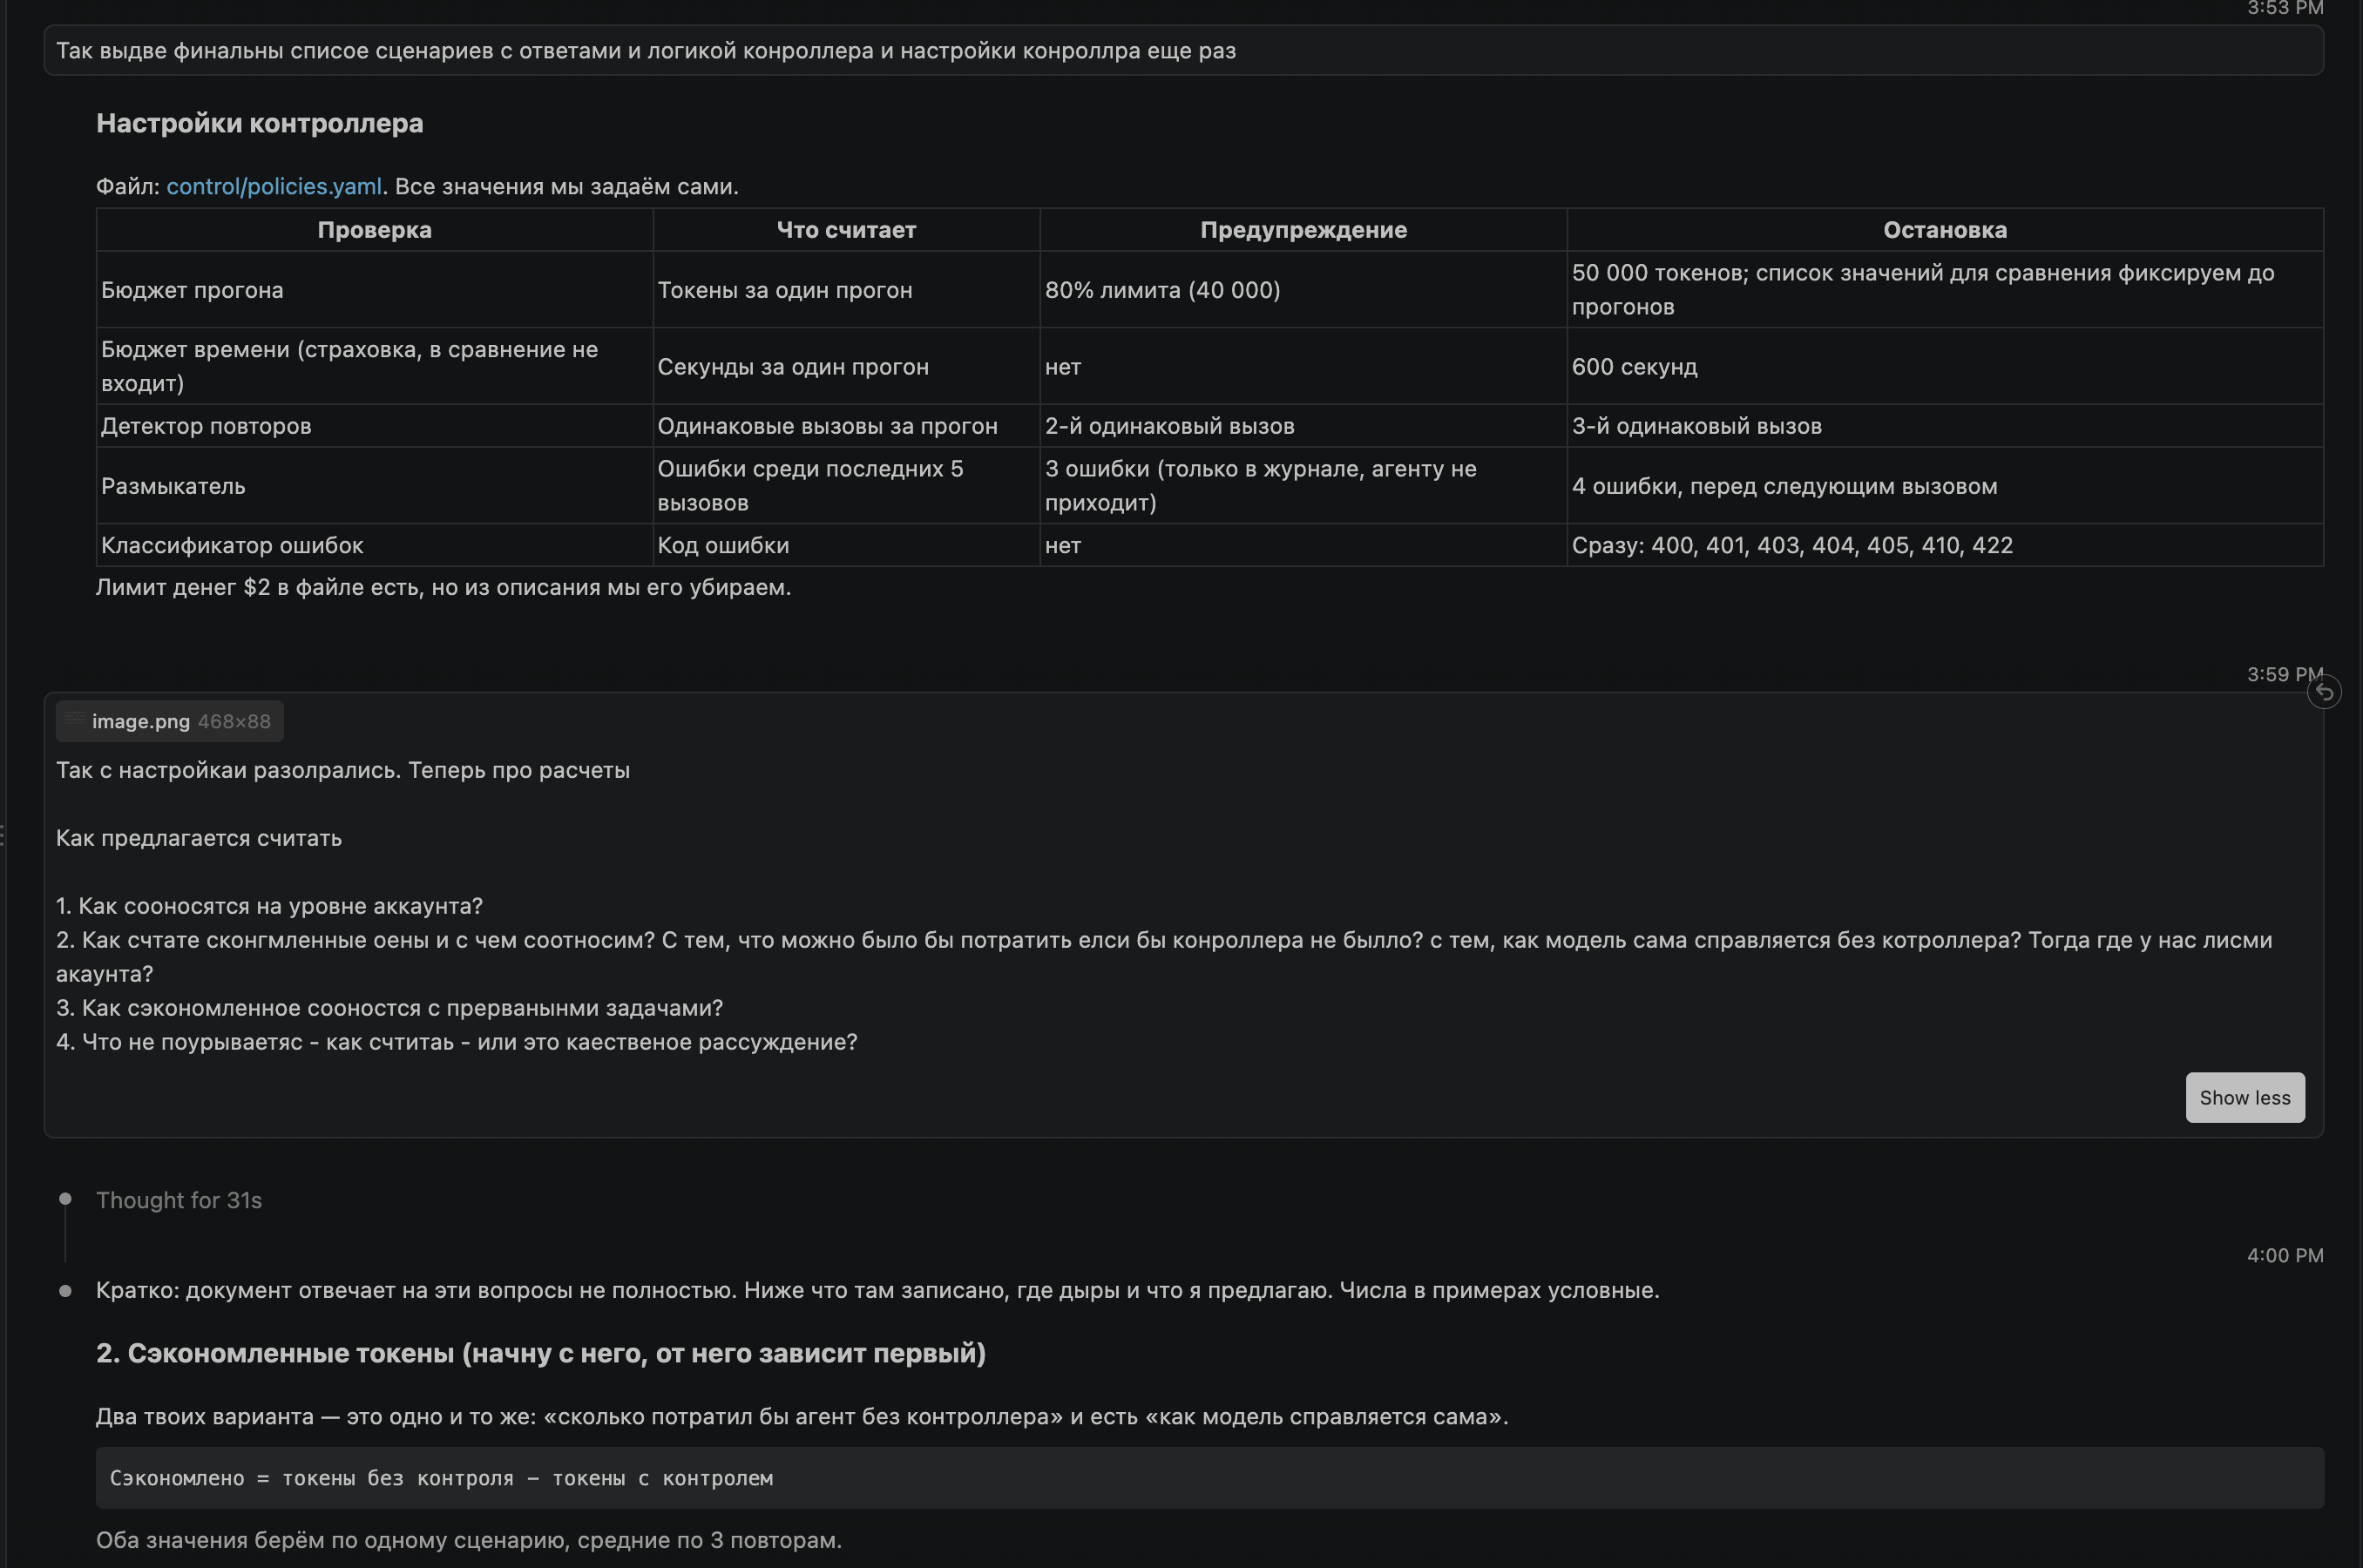 3:53 PM
Так выдве финальны списое сценариев с ответами и логикой конроллера и настройки конроллра еще раз
Настройки контроллера
Файл: control/policies.yaml. Все значения мы задаём сами.
Проверка Что считает Предупреждение Остановка
Бюджет прогона Токены за один прогон 80% лимита (40 000) 50 000 токенов; список значений для сравнения фиксируем до
прогонов
Бюджет времени (страховка, в сравнение не
входит) Секунды за один прогон нет 600 секунд
Детектор повторов Одинаковые вызовы за прогон 2-й одинаковый вызов 3-й одинаковый вызов
Размыкатель Ошибки среди последних 5
вызовов 3 ошибки (только в журнале, агенту не
приходит) 4 ошибки, перед следующим вызовом
Классификатор ошибок Код ошибки нет Сразу: 400, 401, 403, 404, 405, 410, 422
Лимит денег $2 в файле есть, но из описания мы его убираем.
3:59 PM
image.png 468×88
Так с настройкаи разолрались. Теперь про расчеты
Как предлагается считать
1. Как сооносятся на уровне аккаунта?
2. Как счтате сконгмленные оены и с чем соотносим? С тем, что можно было бы потратить елси бы конроллера не былло? с тем, как модель сама справляется без котроллера? Тогда где у нас лисми
акаунта?
3. Как сэкономленное сооностся с прерваными задачами?
4. Что не поурываетяс - как счтитаь - или это каественое рассуждение?
Show less
Thought for 31s
4:00 PM
Кратко: документ отвечает на эти вопросы не полностью. Ниже что там записано, где дыры и что я предлагаю. Числа в примерах условные.
2. Сэкономленные токены (начну с него, от него зависит первый)
Два твоих варианта — это одно и то же: «сколько потратил бы агент без контроллера» и есть «как модель справляется сама».
Сэкономлено = токены без контроля − токены с контролем
Оба значения берём по одному сценарию, средние по 3 повторам.